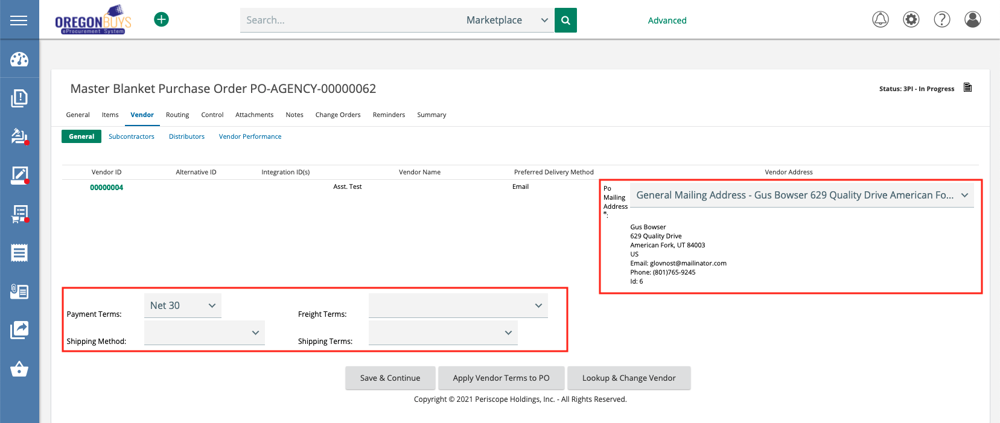 OREGONBUYS
eProcurement System
Search...
Marketplace
Advanced
Master Blanket Purchase Order PO-AGENCY-00000062
Status: 3PI - In Progress
General Items Vendor Routing Control Attachments Notes Change Orders Reminders Summary
General Subcontractors Distributors Vendor Performance
Vendor ID Alternative ID Integration ID(s) Vendor Name Preferred Delivery Method Vendor Address
00000004 Asst. Test Email
Po
Mailing
Address
*:
General Mailing Address - Gus Bowser 629 Quality Drive American Fo...
Gus Bowser
629 Quality Drive
American Fork, UT 84003
US
Email: glovnost@mailinator.com
Phone: (801)765-9245
Id: 6
Payment Terms: Net 30 Freight Terms:
Shipping Method: Shipping Terms:
Save & Continue Apply Vendor Terms to PO Lookup & Change Vendor
Copyright © 2021 Periscope Holdings, Inc. - All Rights Reserved.